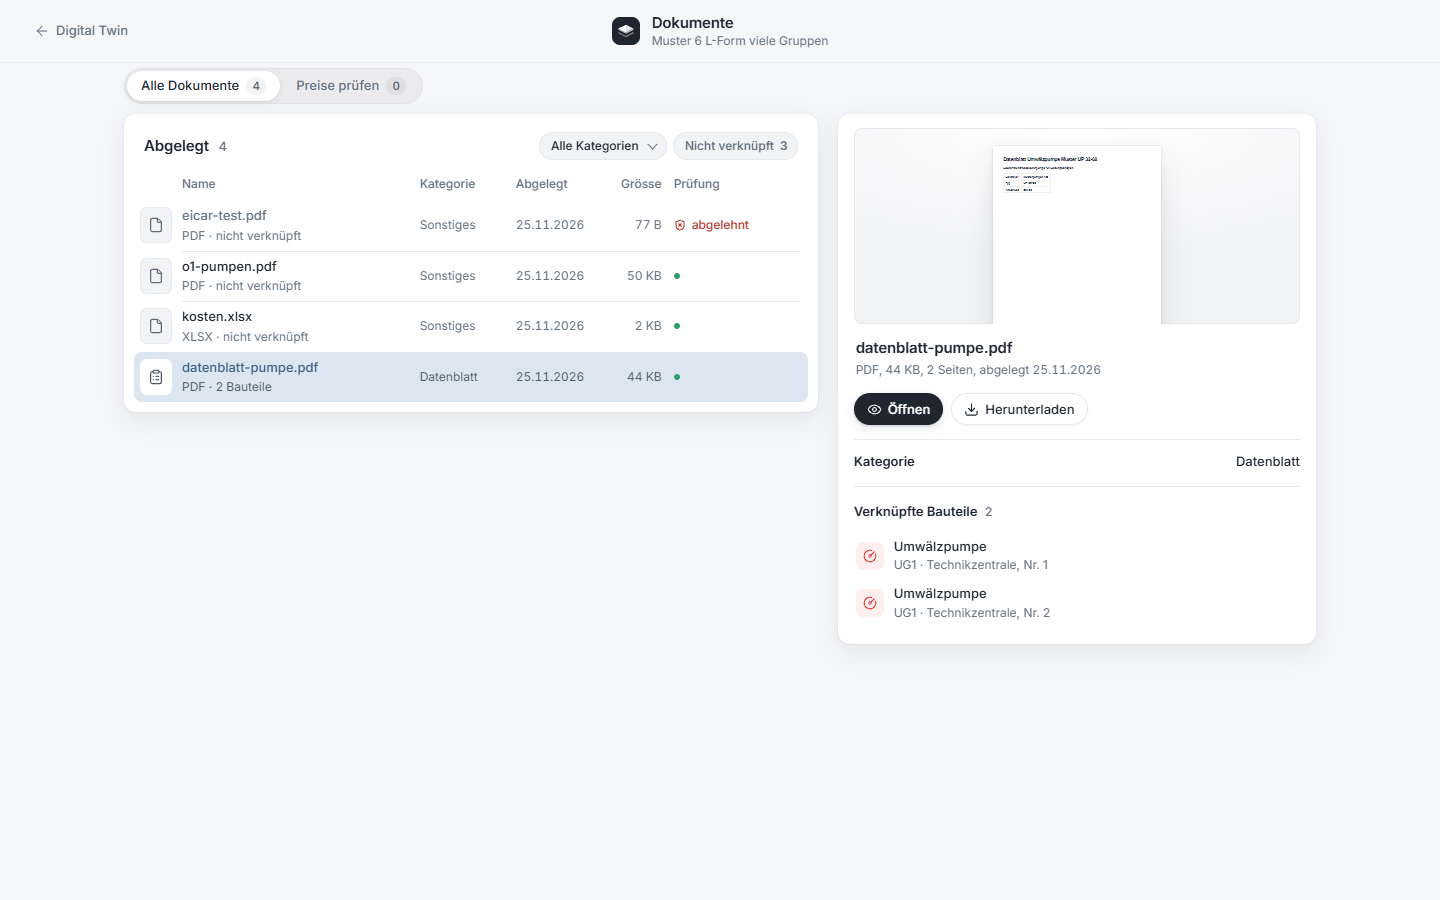 Digital Twin
Dokumente
Muster 6 L-Form viele Gruppen
Alle Dokumente 4
Preise prüfen 0
Abgelegt 4
Alle Kategorien
Nicht verknüpft 3
Name Kategorie Abgelegt Grösse Prüfung
eicar-test.pdf
PDF · nicht verknüpft
Sonstiges 25.11.2026 77 B abgelehnt
o1-pumpen.pdf
PDF · nicht verknüpft
Sonstiges 25.11.2026 50 KB
kosten.xlsx
XLSX · nicht verknüpft
Sonstiges 25.11.2026 2 KB
datenblatt-pumpe.pdf
PDF · 2 Bauteile
Datenblatt 25.11.2026 44 KB
Datenblatt Umwälzpumpe Muster UP
datenblatt-pumpe.pdf
PDF, 44 KB, 2 Seiten, abgelegt 25.11.2026
Öffnen
Herunterladen
Kategorie Datenblatt
Verknüpfte Bauteile 2
Umwälzpumpe
UG1 · Technikzentrale, Nr. 1
Umwälzpumpe
UG1 · Technikzentrale, Nr. 2